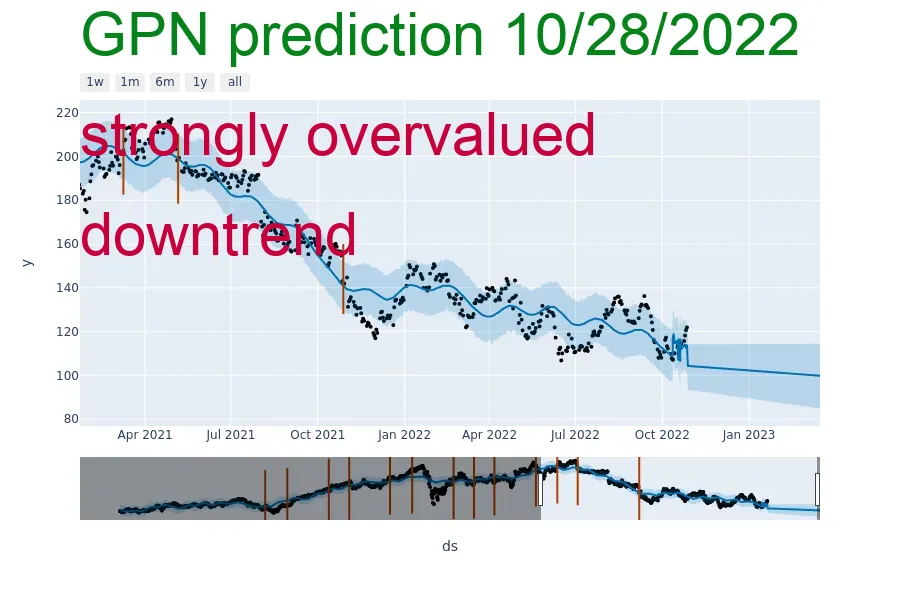 GPN prediction 10/28/2022
1w 1m 6m 1y all
strongly overvalued
downtrend
220
200
180
160
140
120
100
80
y
Apr 2021 Jul 2021 Oct 2021 Jan 2022 Apr 2022 Jul 2022 Oct 2022 Jan 2023
ds